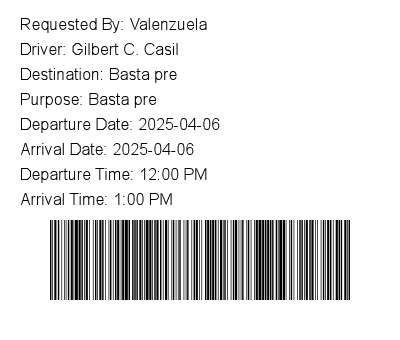 Requested By: Valenzuela
Driver: Gilbert C. Casil
Destination: Basta pre
Purpose: Basta pre
Departure Date: 2025-04-06
Arrival Date: 2025-04-06
Departure Time: 12:00 PM
Arrival Time: 1:00 PM